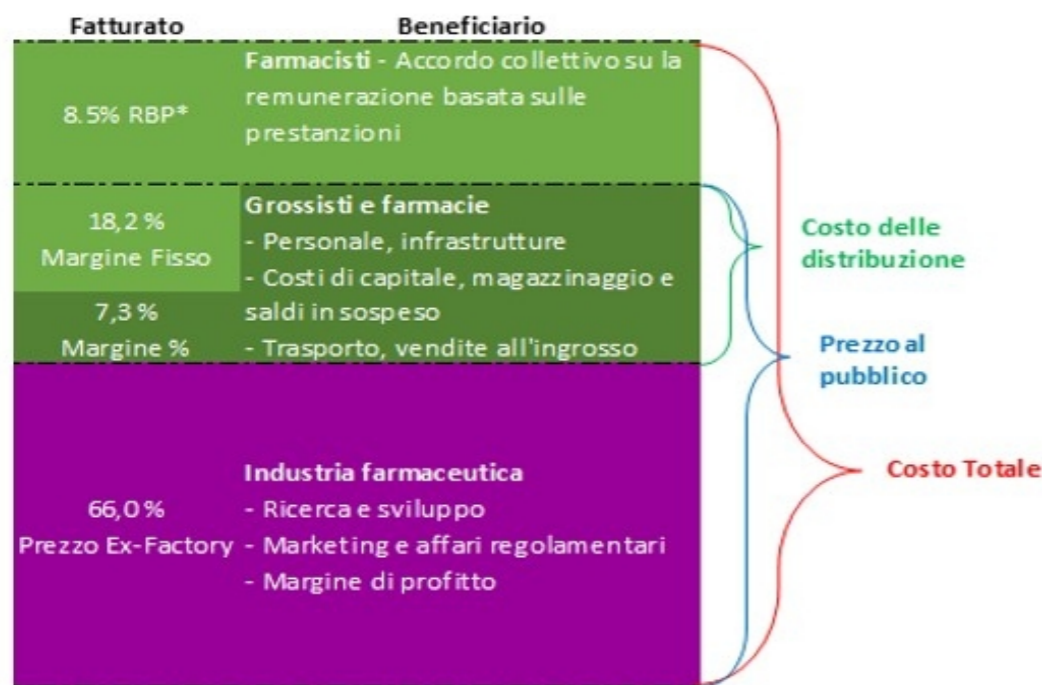 Fatturato Beneficiario
8.5% RBP*
Farmacisti - Accordo collettivo su la
remunerazione basata sulle
prestanzioni
18,2 %
Margine Fisso
7,3 %
Margine %
Grossisti e farmacie
- Personale, infrastrutture
- Costi di capitale, magazzinaggio e
saldi in sospeso
- Trasporto, vendite all'ingrosso
Costo delle
distribuzione
Prezzo al
pubblico
66,0 %
Prezzo Ex-Factory
Industria farmaceutica
- Ricerca e sviluppo
- Marketing e affari regolamentari
- Margine di profitto
Costo Totale